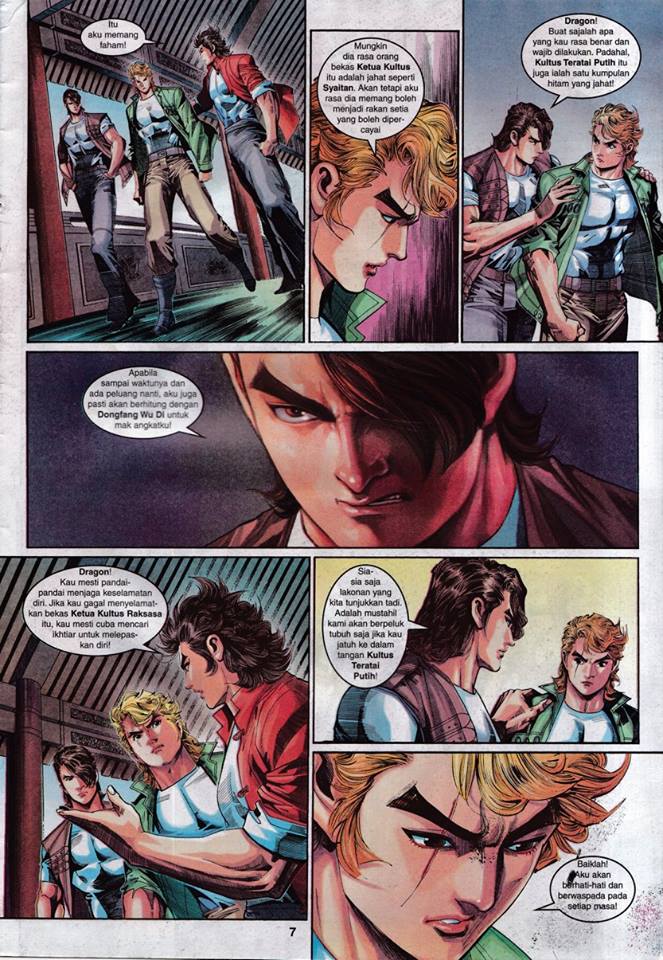 Itu
aku memang
faham!
Mungkin
dia rasa orang
bekas Ketua Kultus
itu adalah jahat seperti
Syaitan. Akan tetapi aku
rasa dia memang boleh
menjadi rakan setia
yang boleh diper-
cayai
Dragon!
Buat sajalah apa
yang kau rasa benar dan
wajib dilakukan. Padahal,
Kultus Teratai Putih itu
juga ialah satu kumpulan
hitam yang jahat!
Apabila
sampai waktunya dan
ada peluang nanti, aku juga
pasti akan berhitung dengan
Dongfang Wu Di untuk
mak angkatku!
Dragon!
Kau mesti pandai-
pandai menjaga keselamatan
diri. Jika kau gagal menyelamat-
kan bekas Ketua Kultus Raksasa
itu, kau mesti cuba mencari
ikhtiar untuk melepas-
kan diri!
Sia-
sia saja
lakonan yang
kita tunjukkan tadi.
Adalah mustahil
kami akan berpeluk
tubuh saja jika kau
jatuh ke dalam
tangan Kultus
Teratai
Putih!
Baiklah!
Aku akan
berhati-hati dan
berwaspada pada
setiap masa!
7